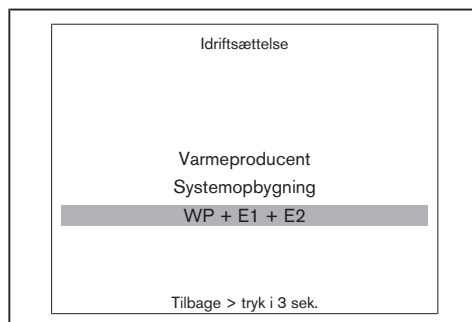 Idriftsættelse
Varmeproducent
Systemopbygning
WP + E1 + E2
Tilbage > tryk i 3 sek.